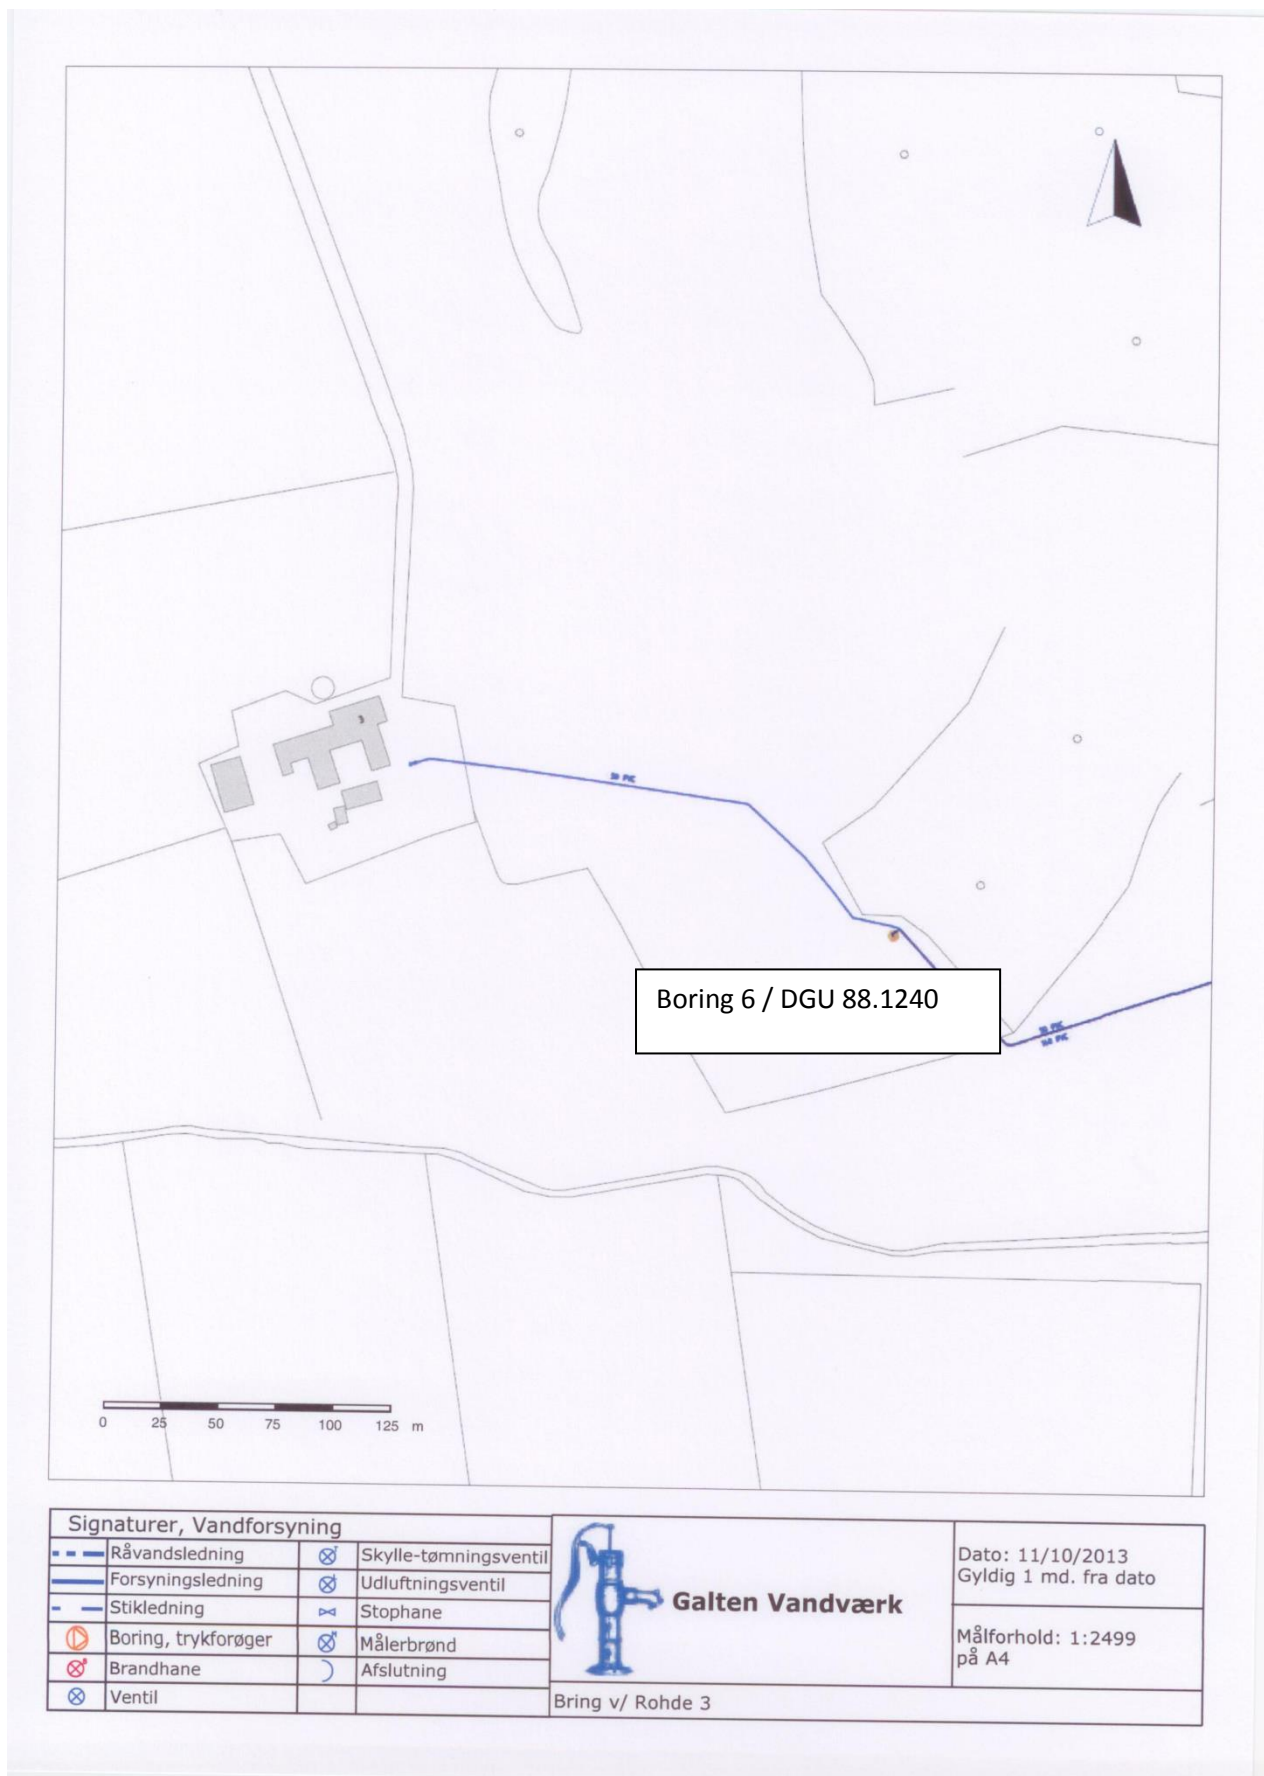 Boring 6 / DGU 88.1240
0 25 50 75 100 125 m
Signaturer, Vandforsyning
Råvandsledning
Skylle-tømningsventil
Forsyningsledning
Udluftningsventil
Stikledning
Stophane
Boring, trykforøger
Målerbrønd
Brandhane
Afslutning
Ventil
Galten Vandværk
Dato: 11/10/2013
Gyldig 1 md. fra dato
Målforhold: 1:2499
på A4
Bring v/ Rohde 3